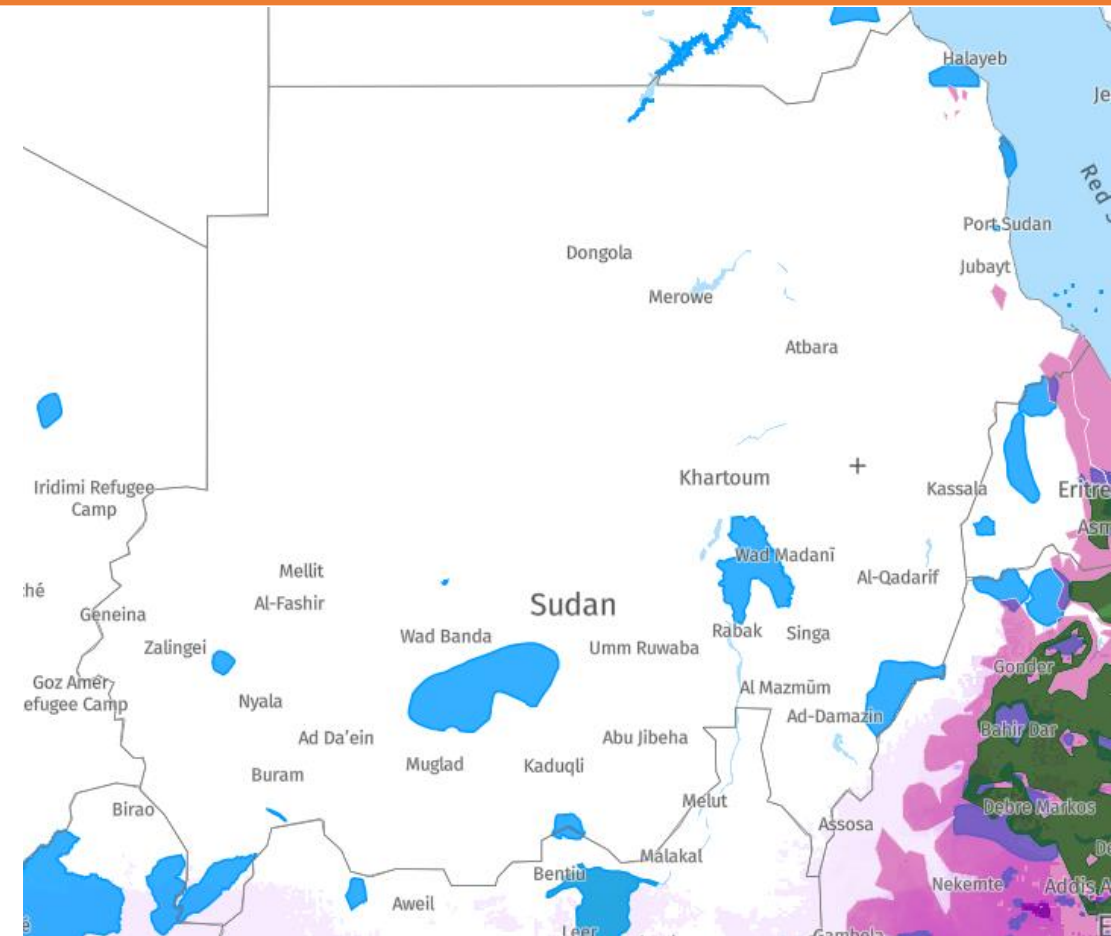 Halayeb
Je
Red S
Port Sudan
Dongola
Jubayt
Merowe
Atbara
Khartoum
Iridimi Refugee
Camp
Kassala
Eritre
Asm
Wad Madanī
Mellit
Al-Qadarif
hé
Al-Fashir
Sudan
Geneina
Wad Banda
Rabak
Singa
Zalingei
Umm Ruwaba
Gonder
Goz Amer
efugee Camp
Al Mazmūm
Nyala
Ad-Damazin
Bahir Dar
Ad Da'ein
Abu Jibeha
Muglad
Kaduqli
Buram
Melut
Birao
Debre Markos
Assosa
De
Malakal
Bentiu
Nekemte
Addis A
Aweil
é
Leer
Gambela
E